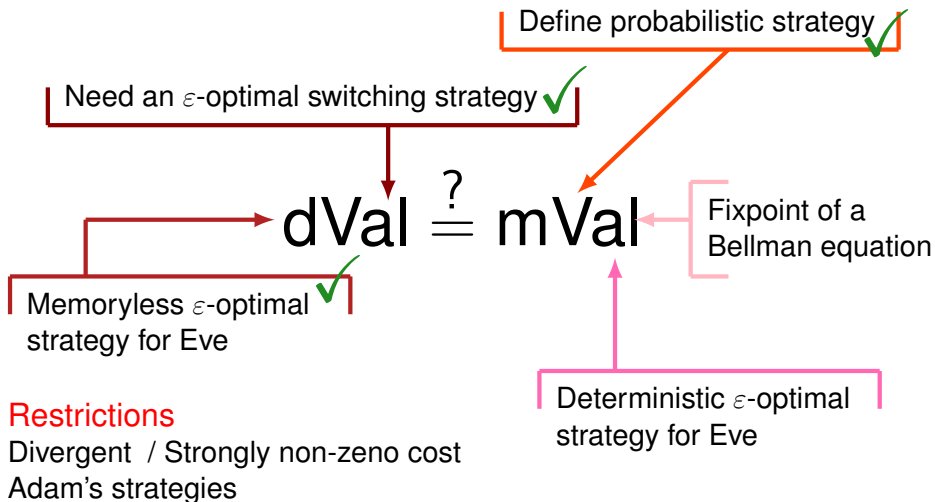 Define probabilistic strategy
Need an ε-optimal switching strategy
dVal ?= mVal
Fixpoint of a
Bellman equation
Memoryless ε-optimal
strategy for Eve
Deterministic ε-optimal
strategy for Eve
Restrictions
Divergent / Strongly non-zeno cost
Adam's strategies